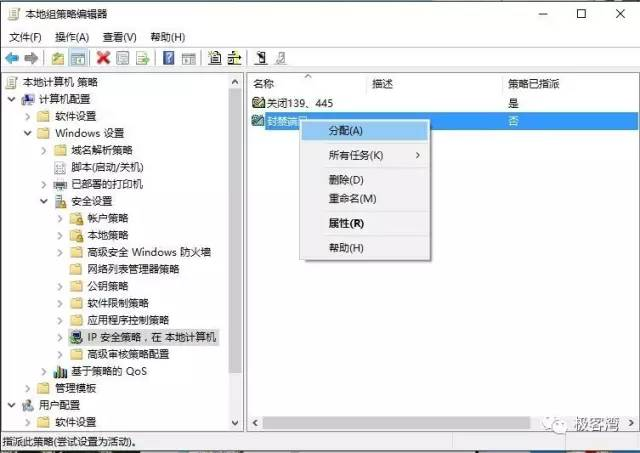 本地组策略编辑器
文件(F) 操作(A) 查看(V) 帮助(H)
本地计算机 策略
计算机配置
软件设置
Windows 设置
域名解析策略
脚本(启动/关机)
已部署的打印机
安全设置
帐户策略
本地策略
高级安全 Windows 防火墙
网络列表管理器策略
公钥策略
软件限制策略
应用程序控制策略
IP 安全策略，在 本地计算机
高级审核策略配置
基于策略的 QoS
管理模板
用户配置
软件设置
名称 描述 策略已指派
关闭139、445 是
封禁端口 否
分配(A)
所有任务(K)
删除(D)
重命名(M)
属性(R)
帮助(H)
指派此策略(尝试设置为活动)。
极客湾